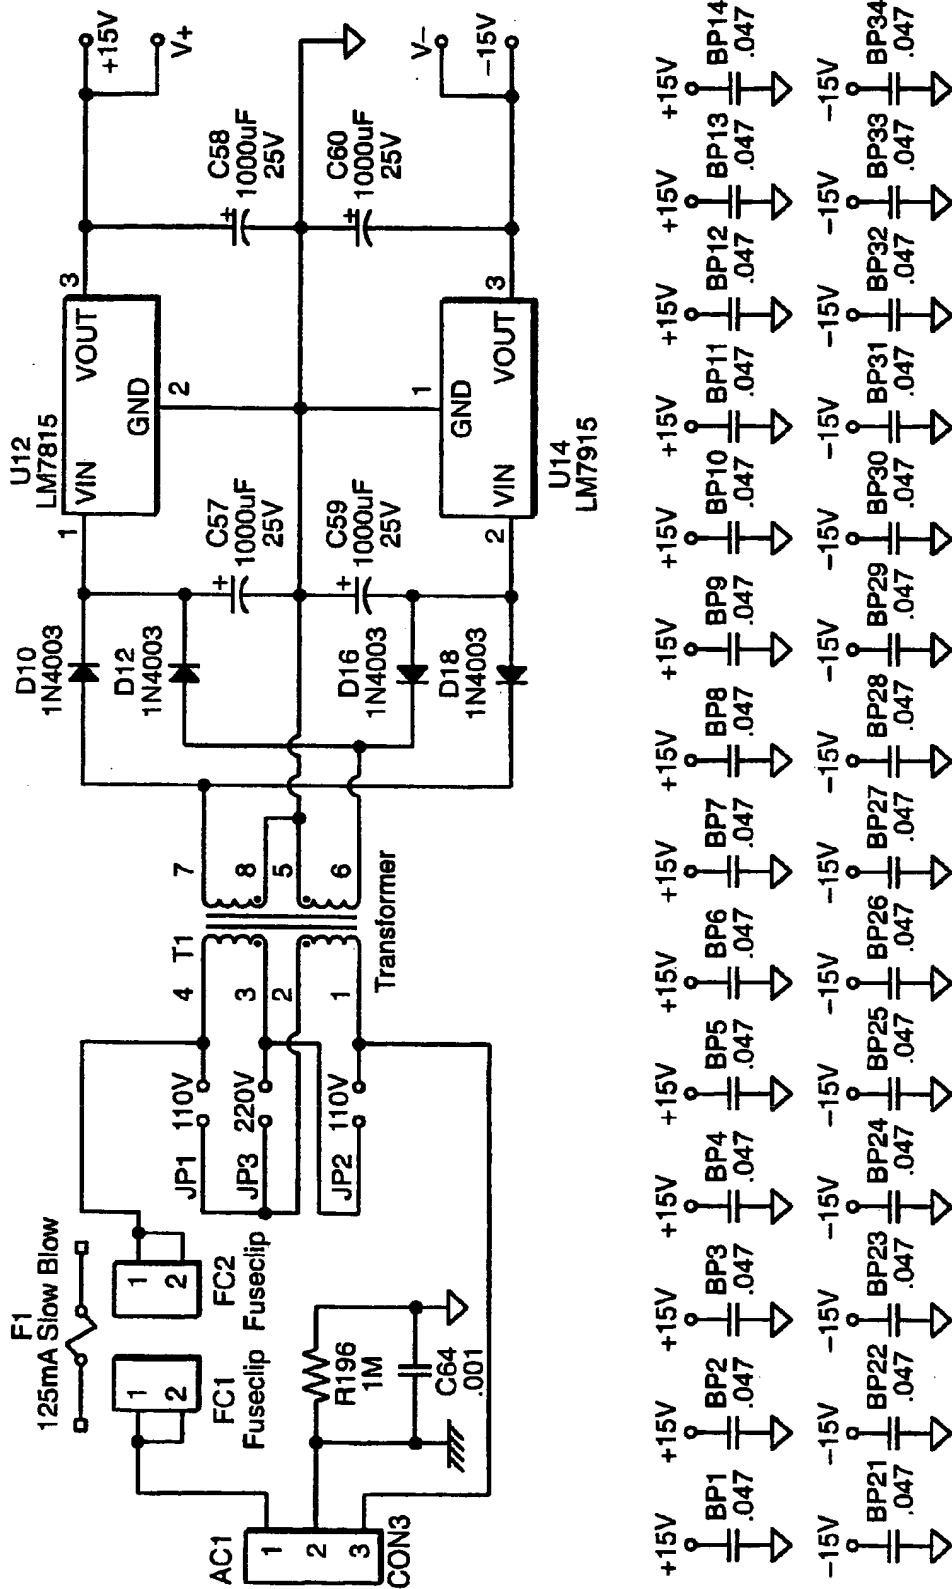 F1
125mA Slow Blow
1
2
FC1
Fuseclip
1
2
FC2
Fuseclip
AC1
1
2
3
CON3
R196
1M
C64
.001
JP1
110V
JP3
220V
JP2
110V
4
T1
7
3
8
2
5
1
6
Transformer
D10
1N4003
D12
1N4003
D16
1N4003
D18
1N4003
C57
1000uF
25V
C59
1000uF
25V
U12
LM7815
1
VIN
VOUT
3
GND
2
1
GND
2
VIN
VOUT
3
U14
LM7915
C58
1000uF
25V
C60
1000uF
25V
+15V
V+
V−
−15V
+15V
BP1
.047
+15V
BP2
.047
+15V
BP3
.047
+15V
BP4
.047
+15V
BP5
.047
+15V
BP6
.047
+15V
BP7
.047
+15V
BP8
.047
+15V
BP9
.047
+15V
BP10
.047
+15V
BP11
.047
+15V
BP12
.047
+15V
BP13
.047
+15V
BP14
.047
−15V
BP21
.047
−15V
BP22
.047
−15V
BP23
.047
−15V
BP24
.047
−15V
BP25
.047
−15V
BP26
.047
−15V
BP27
.047
−15V
BP28
.047
−15V
BP29
.047
−15V
BP30
.047
−15V
BP31
.047
−15V
BP32
.047
−15V
BP33
.047
−15V
BP34
.047